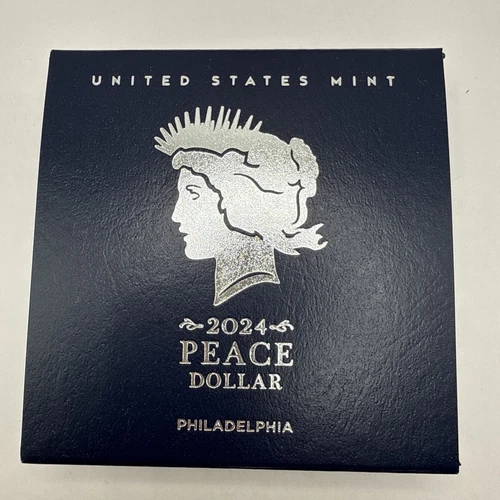 UNITED STATES MINT
2024
PEACE
DOLLAR
PHILADELPHIA